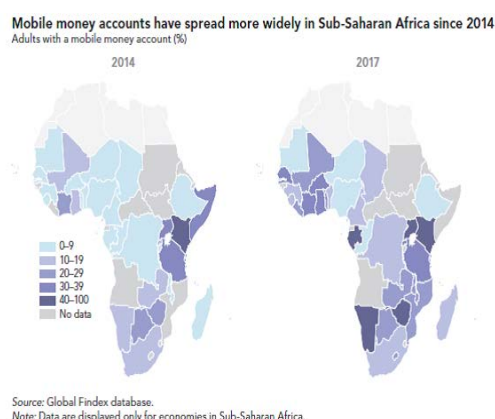 Mobile money accounts have spread more widely in Sub-Saharan Africa since 2014
Adults with a mobile money account (%)
2014
2017
0–9
10–19
20–29
30–39
40–100
No data
Source: Global Findex database.
Note: Data are displayed only for economies in Sub-Saharan Africa.